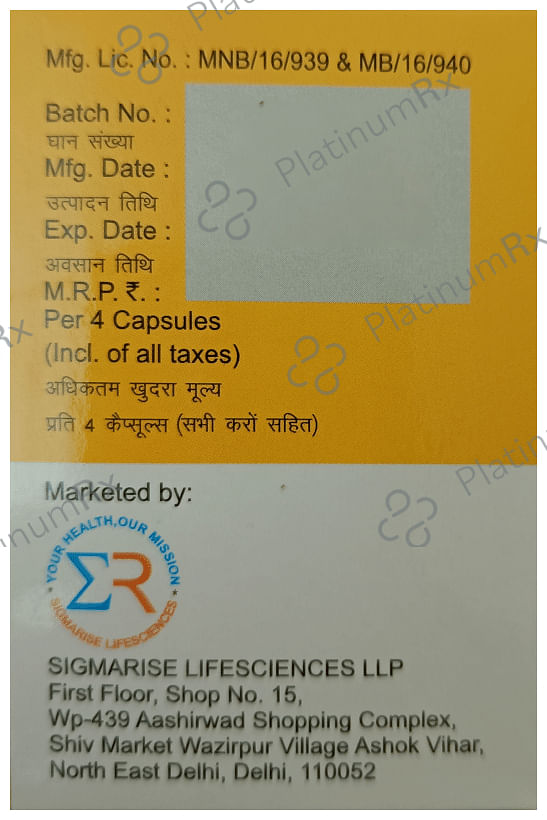 Mfg. Lic. No. : MNB/16/939 & MB/16/940
Batch No. :
घान संख्या
Mfg. Date :
उत्पादन तिथि
Exp. Date :
अवसान तिथि
M.R.P. ₹. :
Per 4 Capsules
(Incl. of all taxes)
अधिकतम खुदरा मूल्य
प्रति 4 कैप्सूल्स (सभी करों सहित)
Marketed by:
YOUR HEALTH, OUR MISSION
ΣR
SIGMARISE LIFESCIENCES
SIGMARISE LIFESCIENCES LLP
First Floor, Shop No. 15,
Wp-439 Aashirwad Shopping Complex,
Shiv Market Wazirpur Village Ashok Vihar,
North East Delhi, Delhi, 110052
PlatinumRx
PlatinumRx